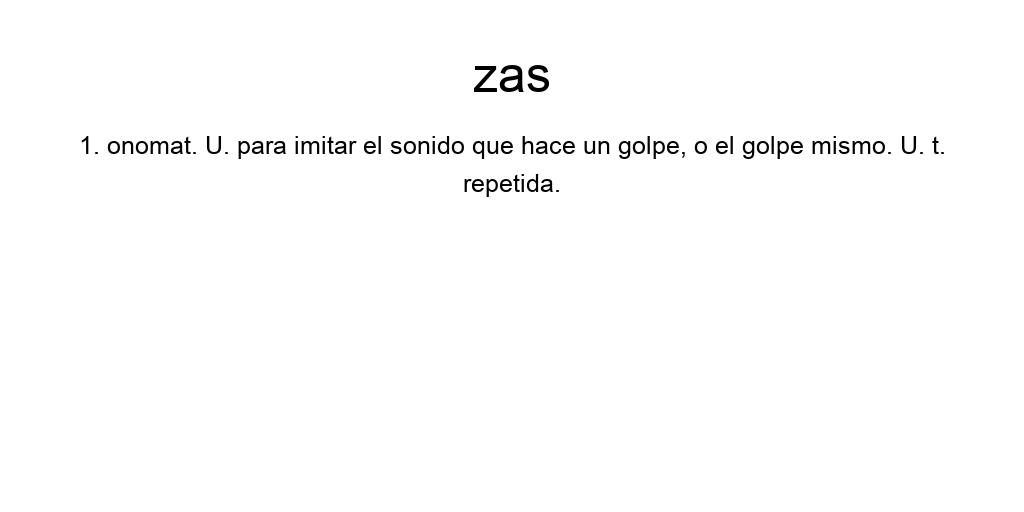 zas
1. onomat. U. para imitar el sonido que hace un golpe, o el golpe mismo. U. t.
repetida.